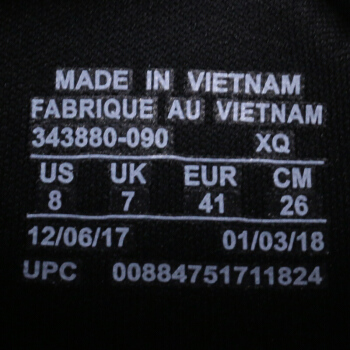 MADE IN VIETNAM
FABRIQUE AU VIETNAM
343880-090 XQ
US UK EUR CM
8 7 41 26
12/06/17 01/03/18
UPC 00884751711824